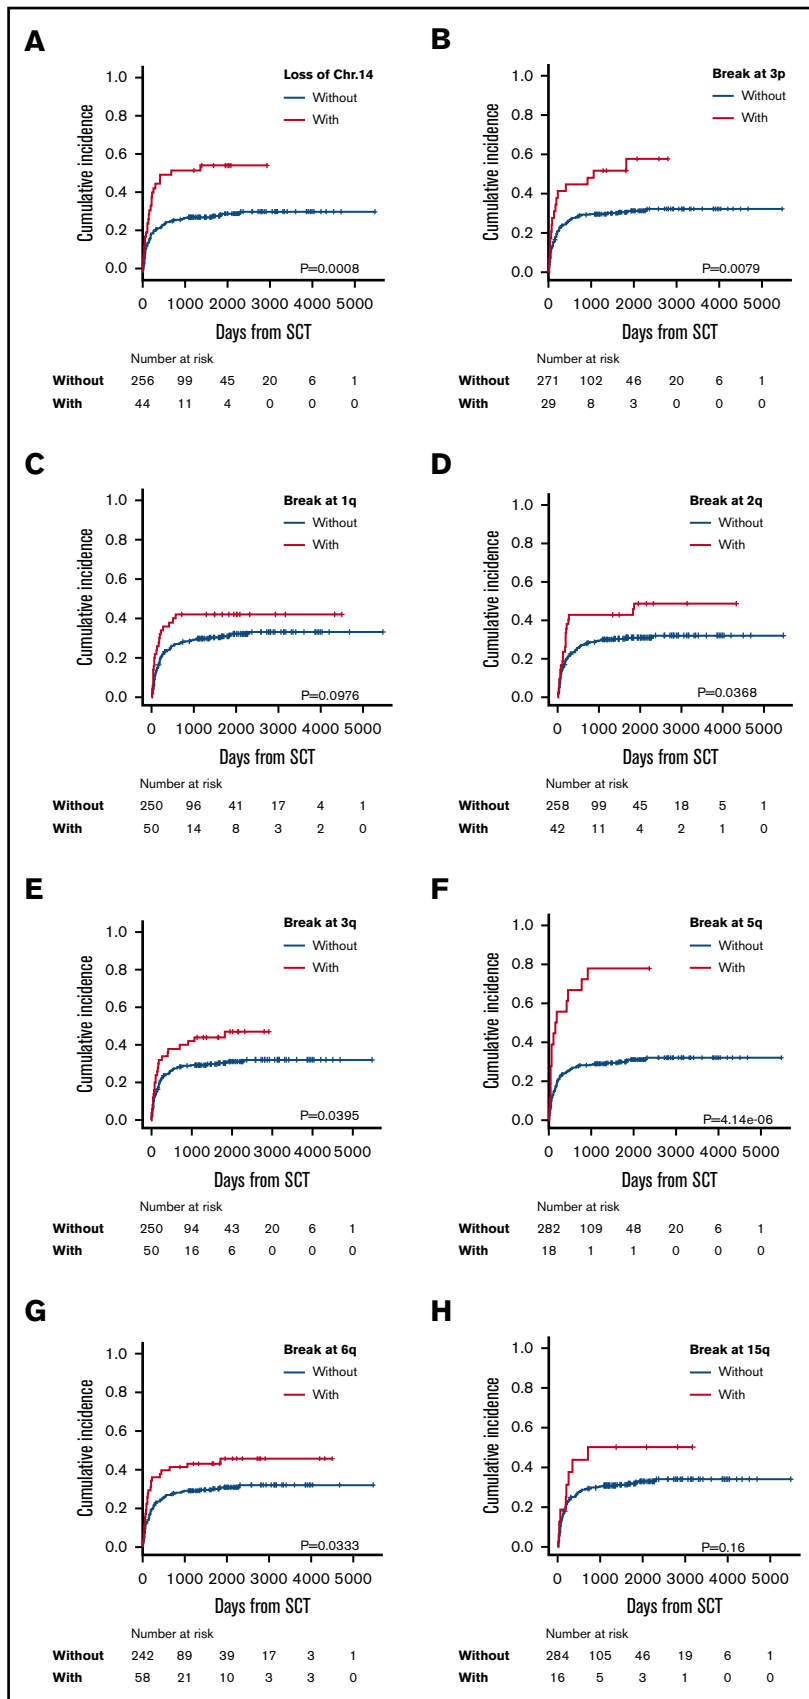 A
Loss of Chr.14
Without
With
Cumulative incidence
1.0
0.8
0.6
0.4
0.2
0.0
P=0.0008
0 1000 2000 3000 4000 5000
Days from SCT
Number at risk
Without 256 99 45 20 6 1
With 44 11 4 0 0 0
B
Break at 3p
Without
With
Cumulative incidence
1.0
0.8
0.6
0.4
0.2
0.0
P=0.0079
0 1000 2000 3000 4000 5000
Days from SCT
Number at risk
Without 271 102 46 20 6 1
With 29 8 3 0 0 0
C
Break at 1q
Without
With
Cumulative incidence
1.0
0.8
0.6
0.4
0.2
0.0
P=0.0976
0 1000 2000 3000 4000 5000
Days from SCT
Number at risk
Without 250 96 41 17 4 1
With 50 14 8 3 2 0
D
Break at 2q
Without
With
Cumulative incidence
1.0
0.8
0.6
0.4
0.2
0.0
P=0.0368
0 1000 2000 3000 4000 5000
Days from SCT
Number at risk
Without 258 99 45 18 5 1
With 42 11 4 2 1 0
E
Break at 3q
Without
With
Cumulative incidence
1.0
0.8
0.6
0.4
0.2
0.0
P=0.0395
0 1000 2000 3000 4000 5000
Days from SCT
Number at risk
Without 250 94 43 20 6 1
With 50 16 6 0 0 0
F
Break at 5q
Without
With
Cumulative incidence
1.0
0.8
0.6
0.4
0.2
0.0
P=4.14e-06
0 1000 2000 3000 4000 5000
Days from SCT
Number at risk
Without 282 109 48 20 6 1
With 18 1 1 0 0 0
G
Break at 6q
Without
With
Cumulative incidence
1.0
0.8
0.6
0.4
0.2
0.0
P=0.0333
0 1000 2000 3000 4000 5000
Days from SCT
Number at risk
Without 242 89 39 17 3 1
With 58 21 10 3 3 0
H
Break at 15q
Without
With
Cumulative incidence
1.0
0.8
0.6
0.4
0.2
0.0
P=0.16
0 1000 2000 3000 4000 5000
Days from SCT
Number at risk
Without 284 105 46 19 6 1
With 16 5 3 1 0 0